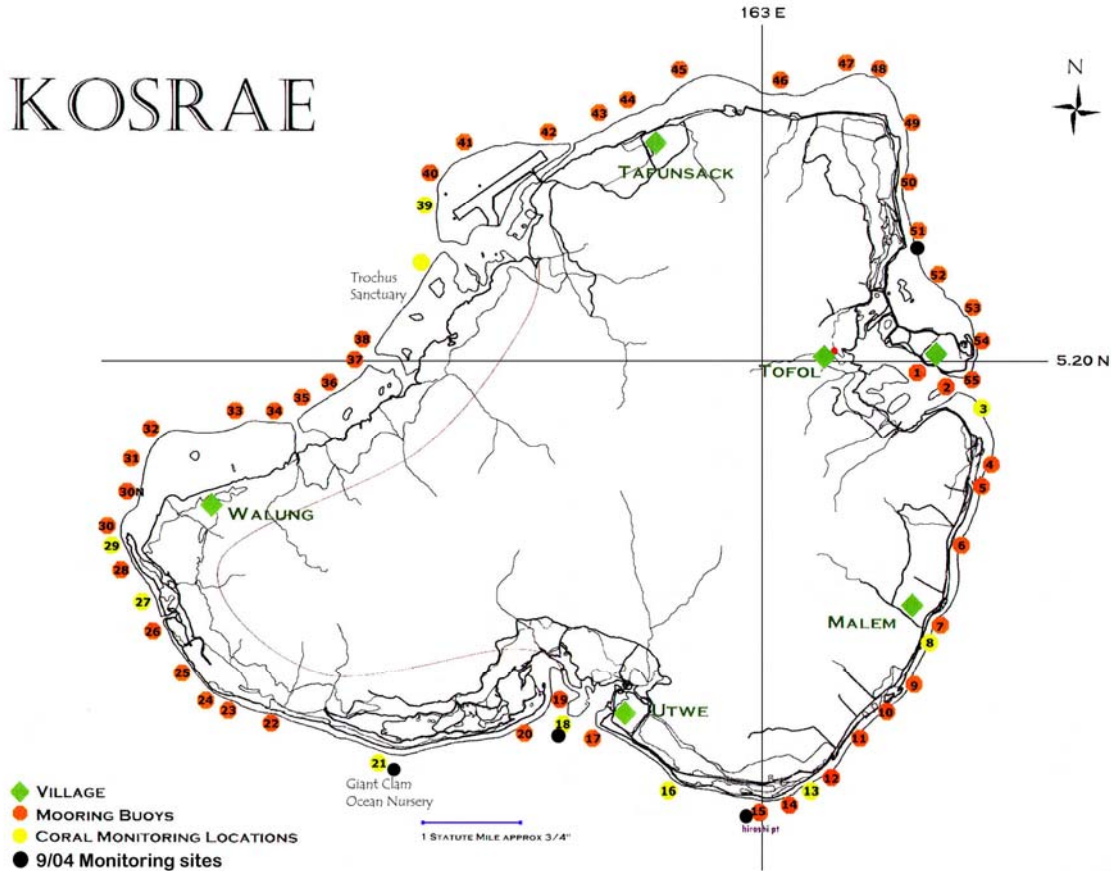 163 E
KOSRAE
N
47
48
45
46
44
43
49
42
41
TAFUNSACK
40
50
39
51
Trochus
Sanctuary
52
53
38
54
37
5.20 N
TOFOL
1
36
55
2
35
3
33
34
32
31
4
5
30N
WALUNG
30
29
6
28
27
MALEM
7
26
8
25
9
24
19
UTWE
23
10
22
18
20
17
11
21
12
Giant Clam
Ocean Nursery
16
13
14
15
hiroshi pt
VILLAGE
MOORING BUOYS
CORAL MONITORING LOCATIONS
9/04 Monitoring sites
1 STATUTE MILE APPROX 3/4"